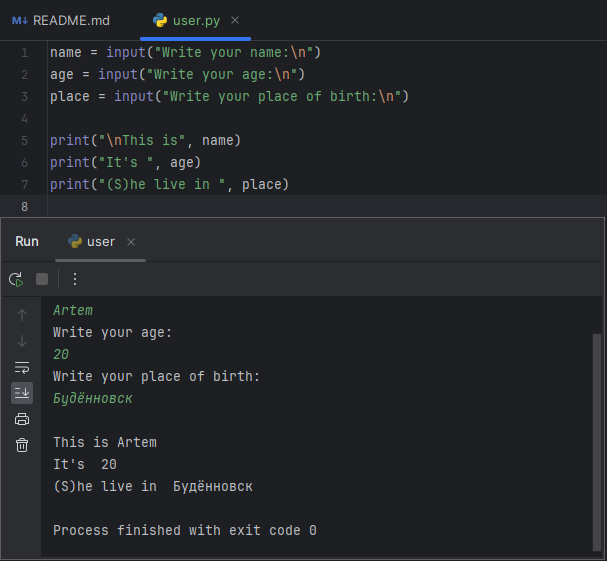 M↓ README.md user.py ×
1 name = input("Write your name:\n")
2 age = input("Write your age:\n")
3 place = input("Write your place of birth:\n")
4
5 print("\nThis is", name)
6 print("It's ", age)
7 print("(S)he live in ", place)
8
Run user ×
Artem
Write your age:
20
Write your place of birth:
Будённовск
This is Artem
It's  20
(S)he live in  Будённовск
Process finished with exit code 0